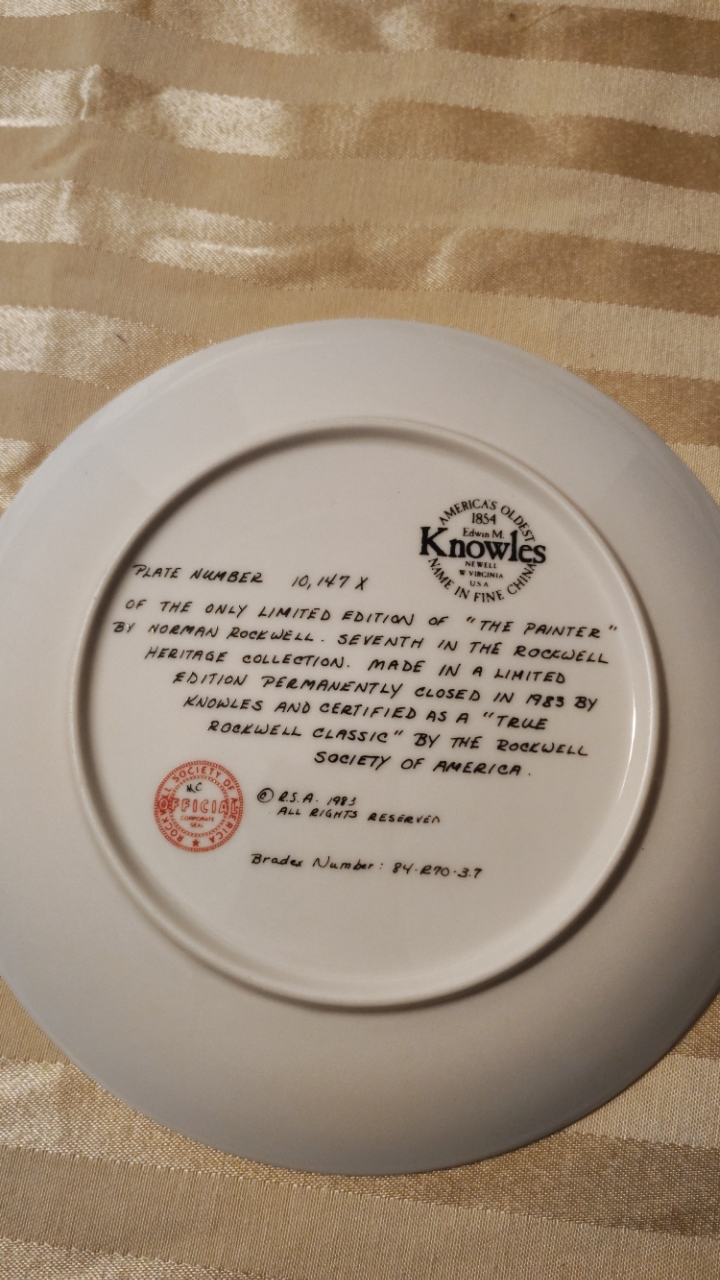 AMERICA'S OLDEST
1854
Edwin M.
Knowles
NEWELL
W VIRGINIA
U.S.A
NAME IN FINE CHINA
PLATE NUMBER 10,147 X
OF THE ONLY LIMITED EDITION OF "THE PAINTER"
BY NORMAN ROCKWELL. SEVENTH IN THE ROCKWELL
HERITAGE COLLECTION. MADE IN A LIMITED
EDITION PERMANENTLY CLOSED IN 1983 BY
KNOWLES AND CERTIFIED AS A "TRUE
ROCKWELL CLASSIC" BY THE ROCKWELL
SOCIETY OF AMERICA.
ROCKWELL SOCIETY OF AMERICA
MC
OFFICIAL
CORPORATE
SEAL
© R.S.A. 1983
ALL RIGHTS RESERVED
Bradex Number: 84-R70-3.7